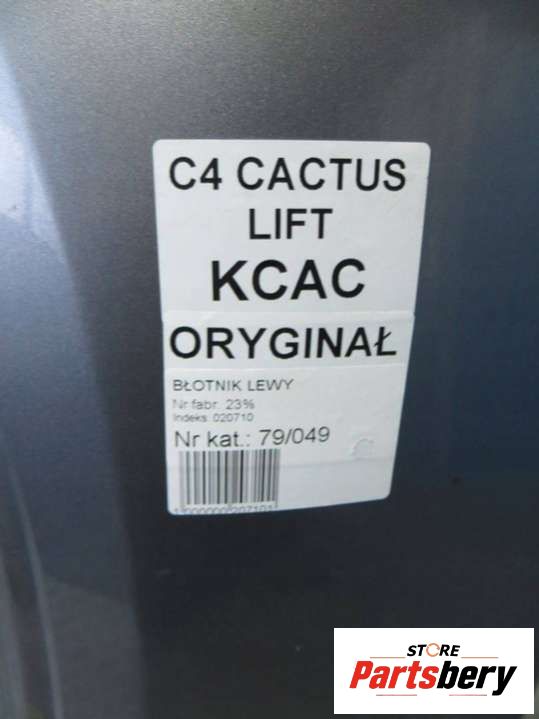 C4 CACTUS
LIFT
KCAC
ORYGINAŁ
BŁOTNIK LEWY
Nr fabr. 23%
Indeks: 020710
Nr kat.: 79/049
STORE
Partsbery